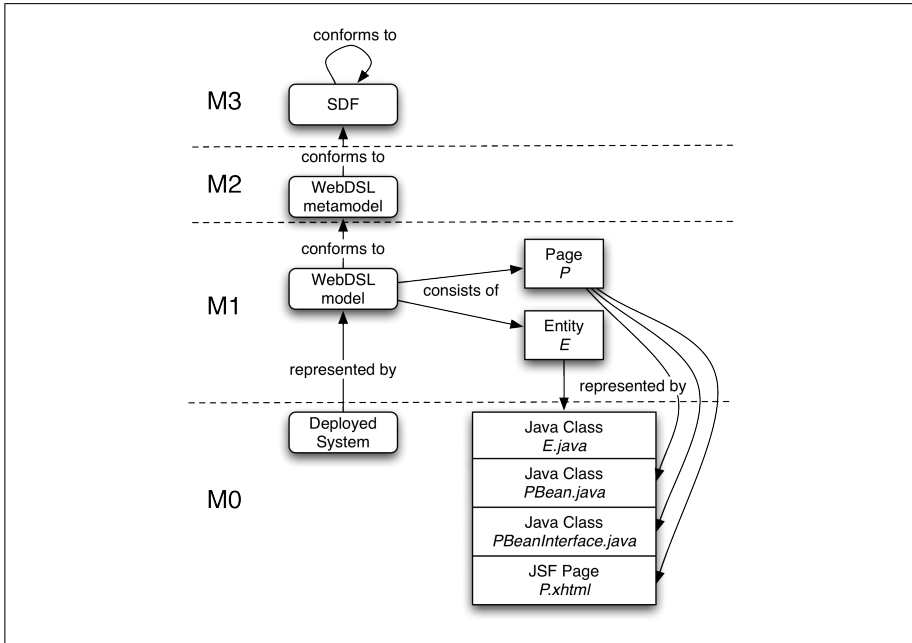 conforms to
M3
SDF
conforms to
M2
WebDSL
metamodel
conforms to
M1
WebDSL
model
consists of
Page
P
Entity
E
represented by
represented by
Deployed
System
M0
Java Class
E.java
Java Class
PBean.java
Java Class
PBeanInterface.java
JSF Page
P.xhtml